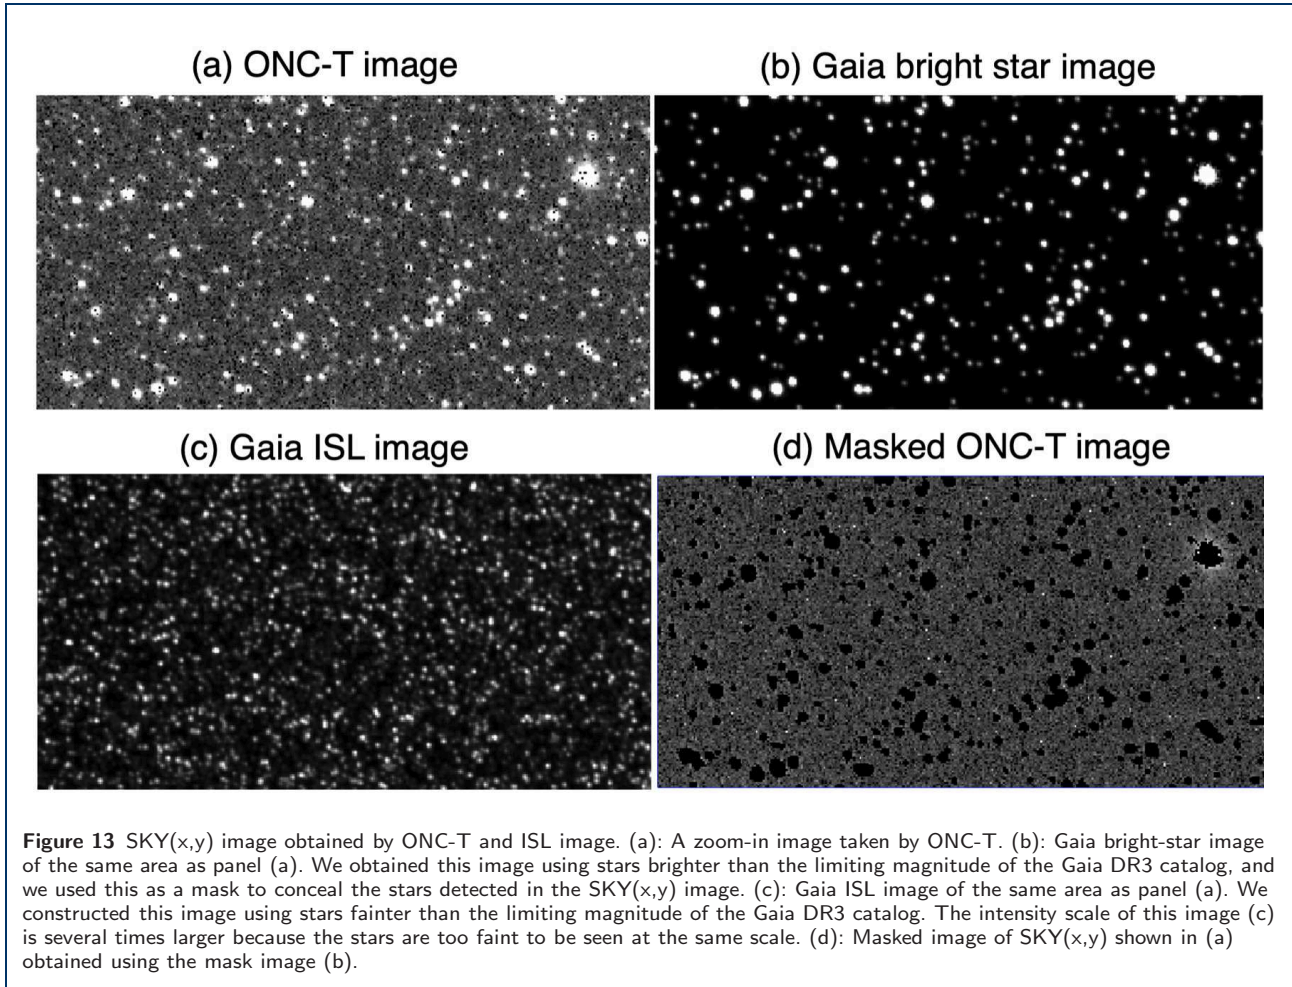 (a) ONC-T image
(b) Gaia bright star image
(c) Gaia ISL image
(d) Masked ONC-T image
Figure 13 SKY(x,y) image obtained by ONC-T and ISL image. (a): A zoom-in image taken by ONC-T. (b): Gaia bright-star image
of the same area as panel (a). We obtained this image using stars brighter than the limiting magnitude of the Gaia DR3 catalog, and
we used this as a mask to conceal the stars detected in the SKY(x,y) image. (c): Gaia ISL image of the same area as panel (a). We
constructed this image using stars fainter than the limiting magnitude of the Gaia DR3 catalog. The intensity scale of this image (c)
is several times larger because the stars are too faint to be seen at the same scale. (d): Masked image of SKY(x,y) shown in (a)
obtained using the mask image (b).